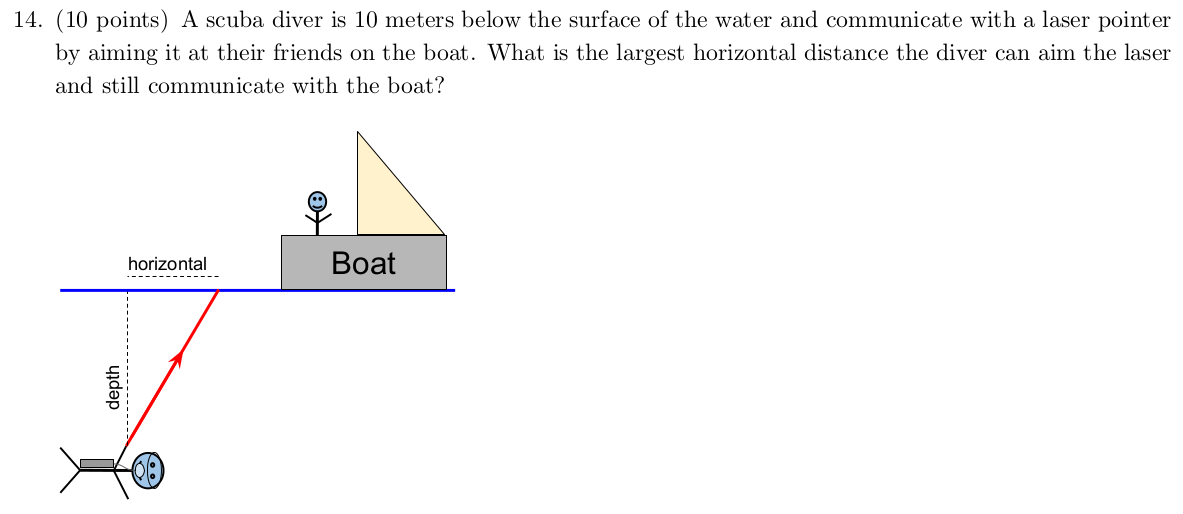 14. (10 points) A scuba diver is 10 meters below the surface of the water and communicate with a laser pointer
by aiming it at their friends on the boat. What is the largest horizontal distance the diver can aim the laser
and still communicate with the boat?
horizontal
Boat
depth